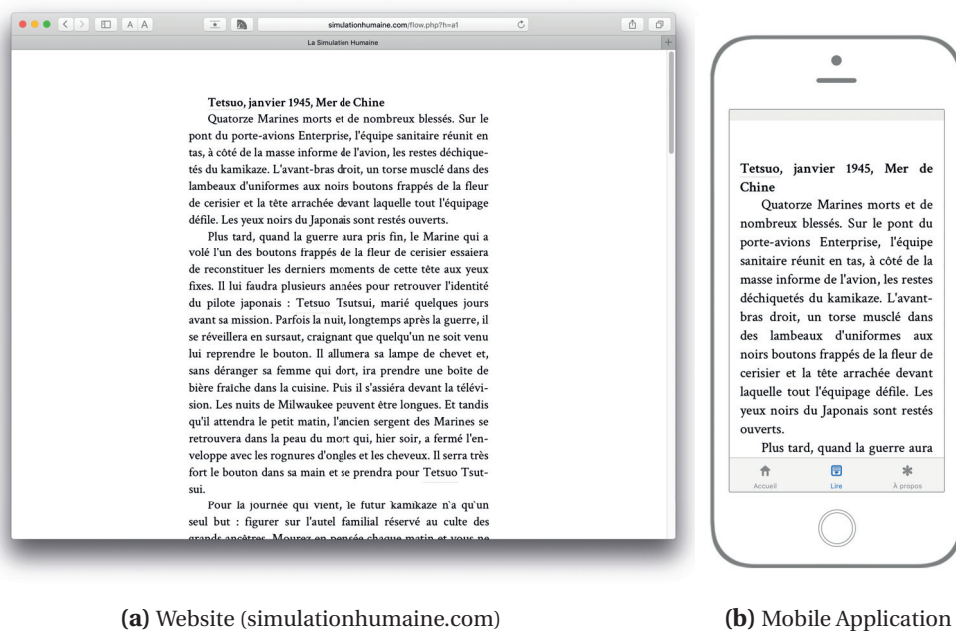 A A
simulationhumaine.com/flow.php?h=a1
La Simulation Humaine
Tetsuo, janvier 1945, Mer de Chine
Quatorze Marines morts et de nombreux blessés. Sur le
pont du porte-avions Enterprise, l'équipe sanitaire réunit en
tas, à côté de la masse informe de l'avion, les restes déchique-
tés du kamikaze. L'avant-bras droit, un torse musclé dans des
lambeaux d'uniformes aux noirs boutons frappés de la fleur
de cerisier et la tête arrachée devant laquelle tout l'équipage
défile. Les yeux noirs du Japonais sont restés ouverts.
Plus tard, quand la guerre aura pris fin, le Marine qui a
volé l'un des boutons frappés de la fleur de cerisier essaiera
de reconstituer les derniers moments de cette tête aux yeux
fixes. Il lui faudra plusieurs années pour retrouver l'identité
du pilote japonais : Tetsuo Tsutsui, marié quelques jours
avant sa mission. Parfois la nuit, longtemps après la guerre, il
se réveillera en sursaut, craignant que quelqu'un ne soit venu
lui reprendre le bouton. Il allumera sa lampe de chevet et,
sans déranger sa femme qui dort, ira prendre une boîte de
bière fraîche dans la cuisine. Puis il s'assiéra devant la télévi-
sion. Les nuits de Milwaukee peuvent être longues. Et tandis
qu'il attendra le petit matin, l'ancien sergent des Marines se
retrouvera dans la peau du mort qui, hier soir, a fermé l'en-
veloppe avec les rognures d'ongles et les cheveux. Il serra très
fort le bouton dans sa main et se prendra pour Tetsuo Tsut-
sui.
Pour la journée qui vient, le futur kamikaze n'a qu'un
seul but : figurer sur l'autel familial réservé au culte des
grands ancêtres. Mourez en pensée chaque matin et vous ne
Tetsuo, janvier 1945, Mer de
Chine
Quatorze Marines morts et de
nombreux blessés. Sur le pont du
porte-avions Enterprise, l'équipe
sanitaire réunit en tas, à côté de la
masse informe de l'avion, les restes
déchiquetés du kamikaze. L'avant-
bras droit, un torse musclé dans
des lambeaux d'uniformes aux
noirs boutons frappés de la fleur de
cerisier et la tête arrachée devant
laquelle tout l'équipage défile. Les
yeux noirs du Japonais sont restés
ouverts.
Plus tard, quand la guerre aura
Accueil Lire À propos
(a) Website (simulationhumaine.com)
(b) Mobile Application